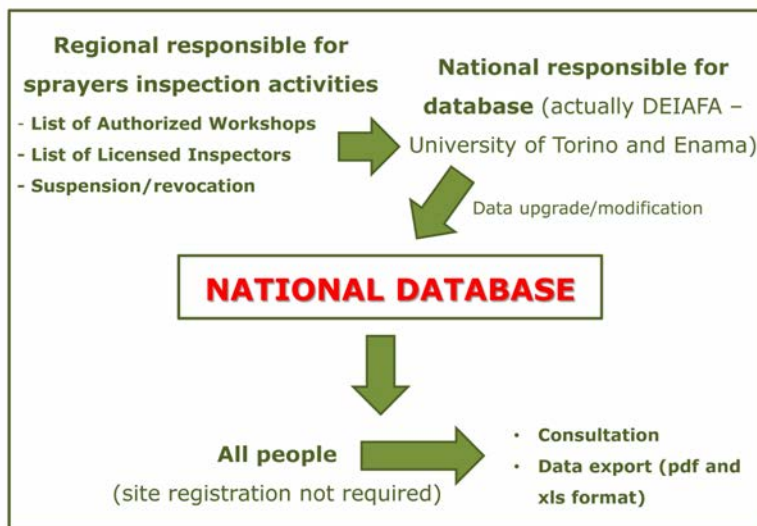 Regional responsible for
sprayers inspection activities
- List of Authorized Workshops
- List of Licensed Inspectors
- Suspension/revocation
National responsible for
database (actually DEIAFA –
University of Torino and Enama)
Data upgrade/modification
NATIONAL DATABASE
All people
(site registration not required)
• Consultation
• Data export (pdf and
xls format)